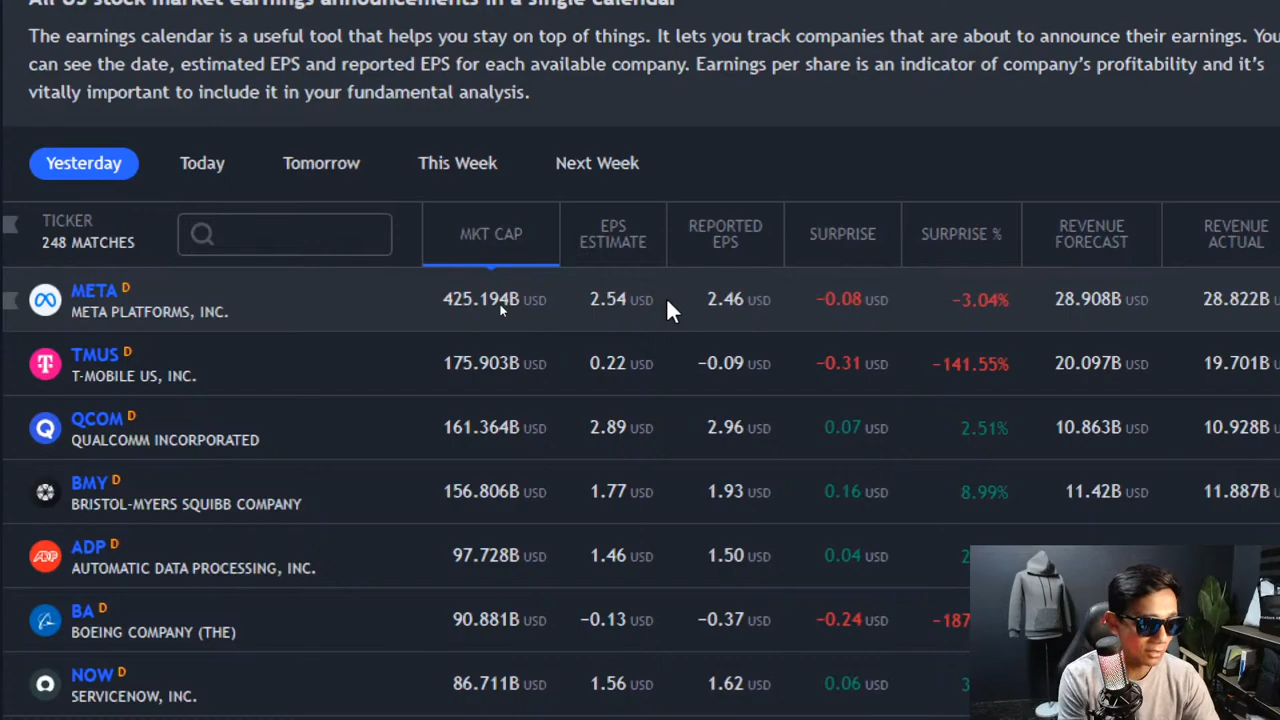 All US stock market earnings announcements in a single calendar
The earnings calendar is a useful tool that helps you stay on top of things. It lets you track companies that are about to announce their earnings. You
can see the date, estimated EPS and reported EPS for each available company. Earnings per share is an indicator of company's profitability and it's
vitally important to include it in your fundamental analysis.
Yesterday Today Tomorrow This Week Next Week
TICKER
248 MATCHES
MKT CAP
EPS
ESTIMATE
REPORTED
EPS
SURPRISE
SURPRISE %
REVENUE
FORECAST
REVENUE
ACTUAL
META D 425.194B USD 2.54 USD 2.46 USD −0.08 USD −3.04% 28.908B USD 28.822B
META PLATFORMS, INC.
TMUS D 175.903B USD 0.22 USD −0.09 USD −0.31 USD −141.55% 20.097B USD 19.701B
T-MOBILE US, INC.
QCOM D 161.364B USD 2.89 USD 2.96 USD 0.07 USD 2.51% 10.863B USD 10.928B
QUALCOMM INCORPORATED
BMY D 156.806B USD 1.77 USD 1.93 USD 0.16 USD 8.99% 11.42B USD 11.887B
BRISTOL-MYERS SQUIBB COMPANY
ADP D 97.728B USD 1.46 USD 1.50 USD 0.04 USD
AUTOMATIC DATA PROCESSING, INC.
BA D 90.881B USD −0.13 USD −0.37 USD −0.24 USD −187
BOEING COMPANY (THE)
NOW D 86.711B USD 1.56 USD 1.62 USD 0.06 USD 3
SERVICENOW, INC.